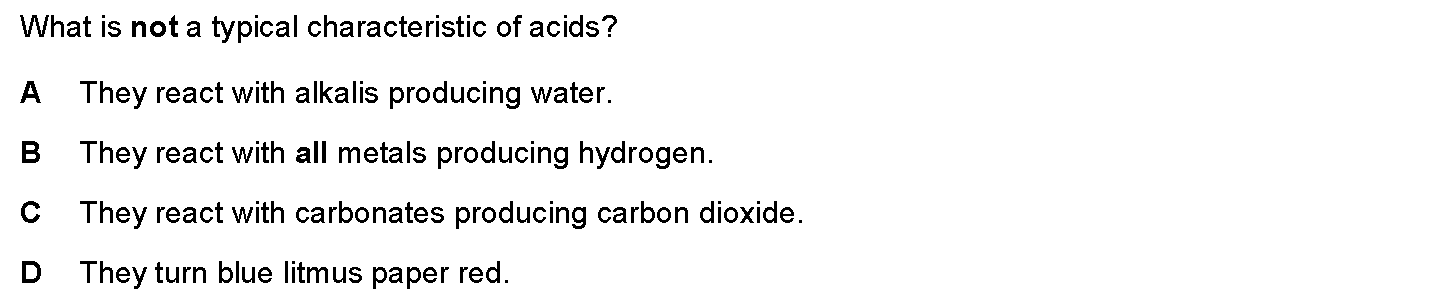 What is not a typical characteristic of acids?
A They react with alkalis producing water.
B They react with all metals producing hydrogen.
C They react with carbonates producing carbon dioxide.
D They turn blue litmus paper red.